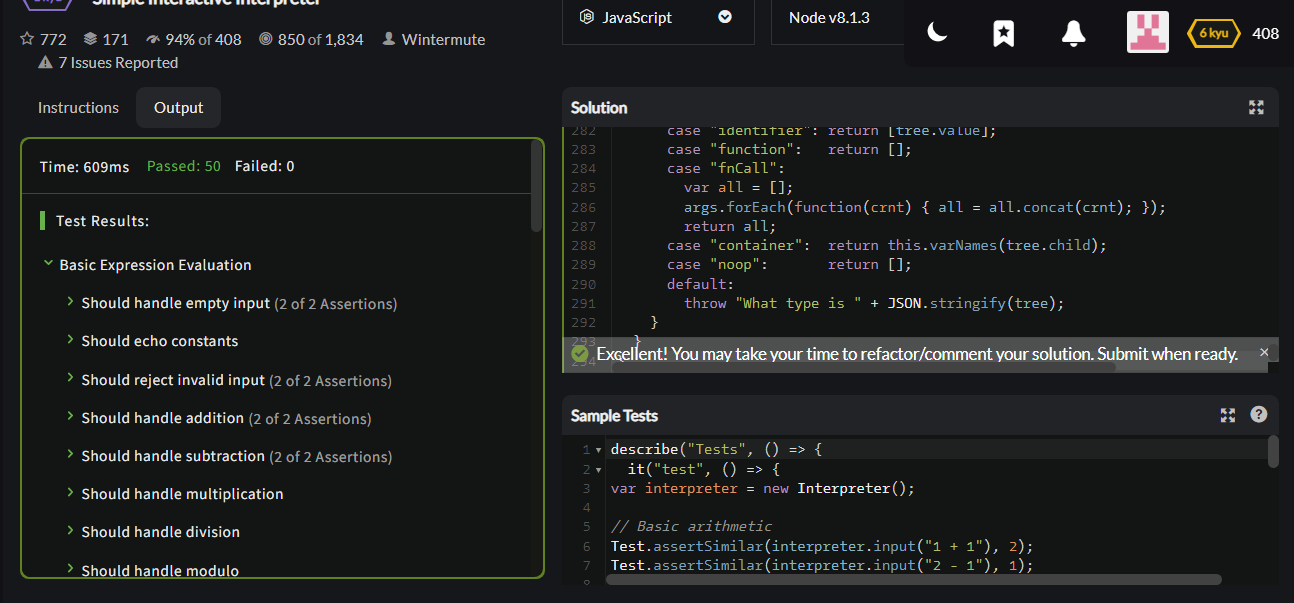 Simple Interactive Interpreter
772 171 94% of 408 850 of 1,834 Wintermute
7 Issues Reported
JavaScript
Node v8.1.3
6 kyu 408
Instructions
Output
Time: 609ms Passed: 50 Failed: 0
Test Results:
Basic Expression Evaluation
Should handle empty input (2 of 2 Assertions)
Should echo constants
Should reject invalid input (2 of 2 Assertions)
Should handle addition (2 of 2 Assertions)
Should handle subtraction (2 of 2 Assertions)
Should handle multiplication
Should handle division
Should handle modulo
Solution
282 case "identifier": return [tree.value];
283 case "function": return [];
284 case "fnCall":
285 var all = [];
286 args.forEach(function(crnt) { all = all.concat(crnt); });
287 return all;
288 case "container": return this.varNames(tree.child);
289 case "noop": return [];
290 default:
291 throw "What type is " + JSON.stringify(tree);
292 }
293 }
294
Excellent! You may take your time to refactor/comment your solution. Submit when ready.
Sample Tests
1 describe("Tests", () => {
2 it("test", () => {
3 var interpreter = new Interpreter();
4
5 // Basic arithmetic
6 Test.assertSimilar(interpreter.input("1 + 1"), 2);
7 Test.assertSimilar(interpreter.input("2 - 1"), 1);
8